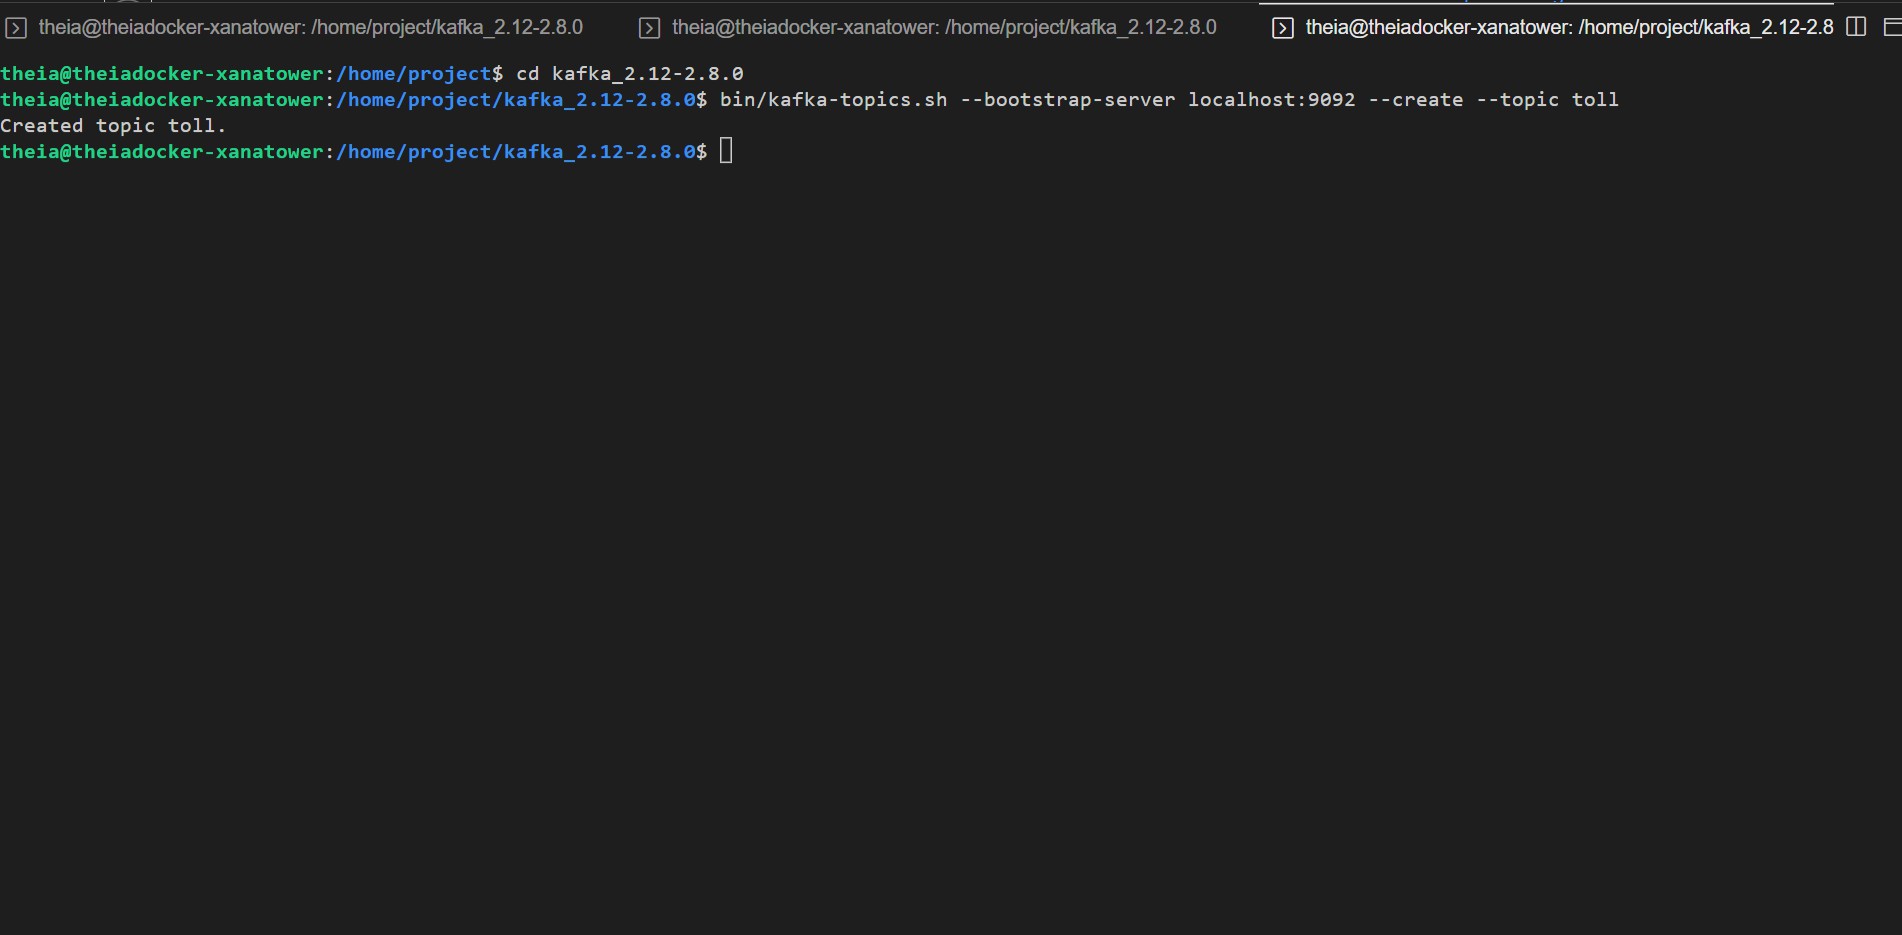 theia@theiadocker-xanatower: /home/project/kafka_2.12-2.8.0 theia@theiadocker-xanatower: /home/project/kafka_2.12-2.8.0 theia@theiadocker-xanatower: /home/project/kafka_2.12-2.8
theia@theiadocker-xanatower:/home/project$ cd kafka_2.12-2.8.0
theia@theiadocker-xanatower:/home/project/kafka_2.12-2.8.0$ bin/kafka-topics.sh --bootstrap-server localhost:9092 --create --topic toll
Created topic toll.
theia@theiadocker-xanatower:/home/project/kafka_2.12-2.8.0$